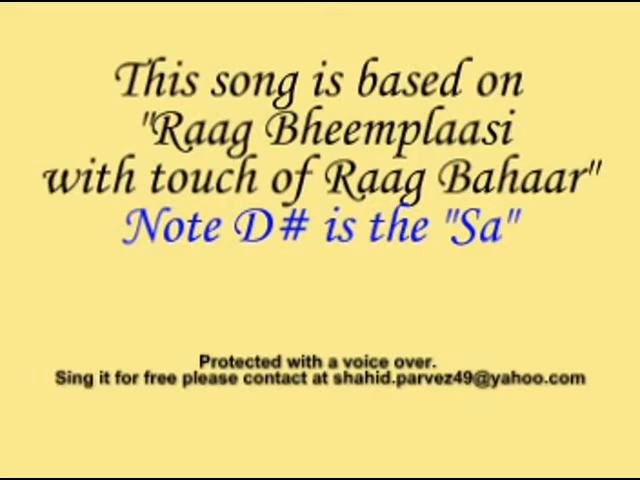 This song is based on
"Raag Bheemplaasi
with touch of Raag Bahaar"
Note D# is the "Sa"
Protected with a voice over.
Sing it for free please contact at shahid.parvez49@yahoo.com